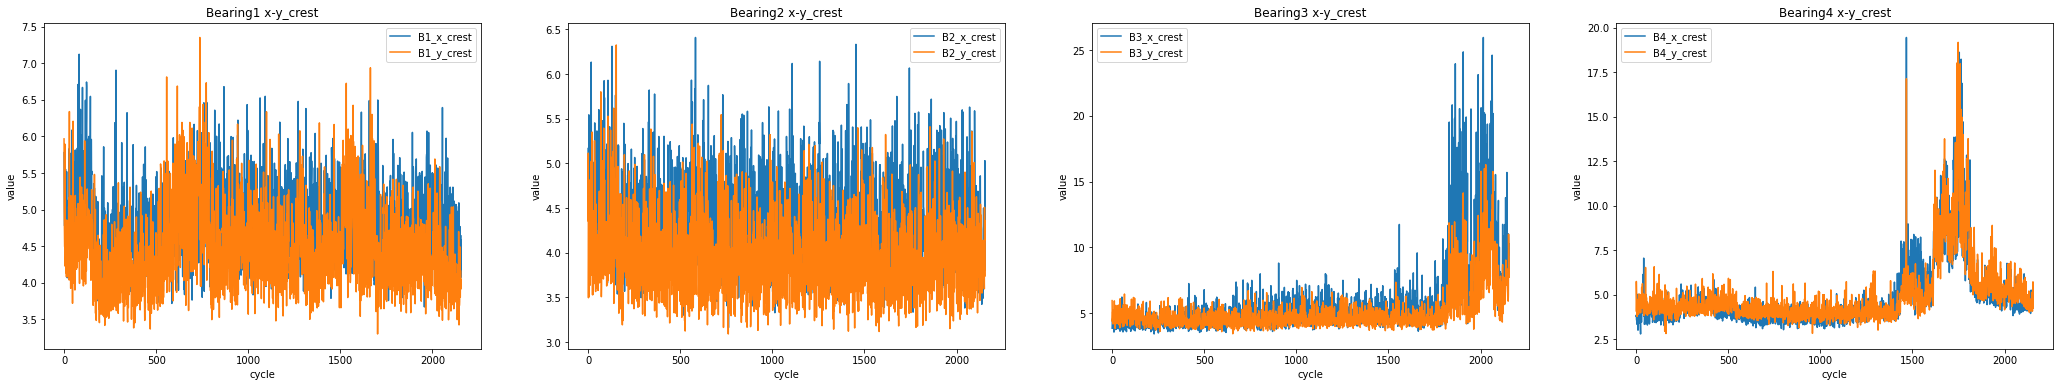 Bearing1 x-y_crest
7.5
7.0
6.5
6.0
5.5
5.0
4.5
4.0
3.5
value
B1_x_crest
B1_y_crest
0
500
1000
1500
2000
cycle
Bearing2 x-y_crest
6.5
6.0
5.5
5.0
4.5
4.0
3.5
3.0
value
B2_x_crest
B2_y_crest
0
500
1000
1500
2000
cycle
Bearing3 x-y_crest
25
20
15
10
5
value
B3_x_crest
B3_y_crest
0
500
1000
1500
2000
cycle
Bearing4 x-y_crest
20.0
17.5
15.0
12.5
10.0
7.5
5.0
2.5
value
B4_x_crest
B4_y_crest
0
500
1000
1500
2000
cycle